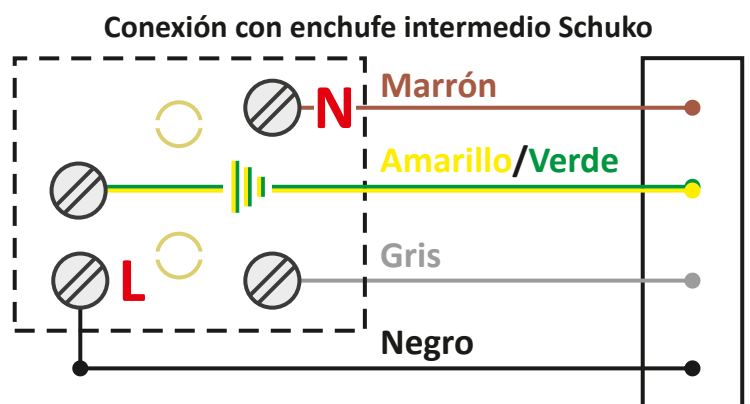 Conexión con enchufe intermedio Schuko
N
Marrón
Amarillo/Verde
L
Gris
Negro